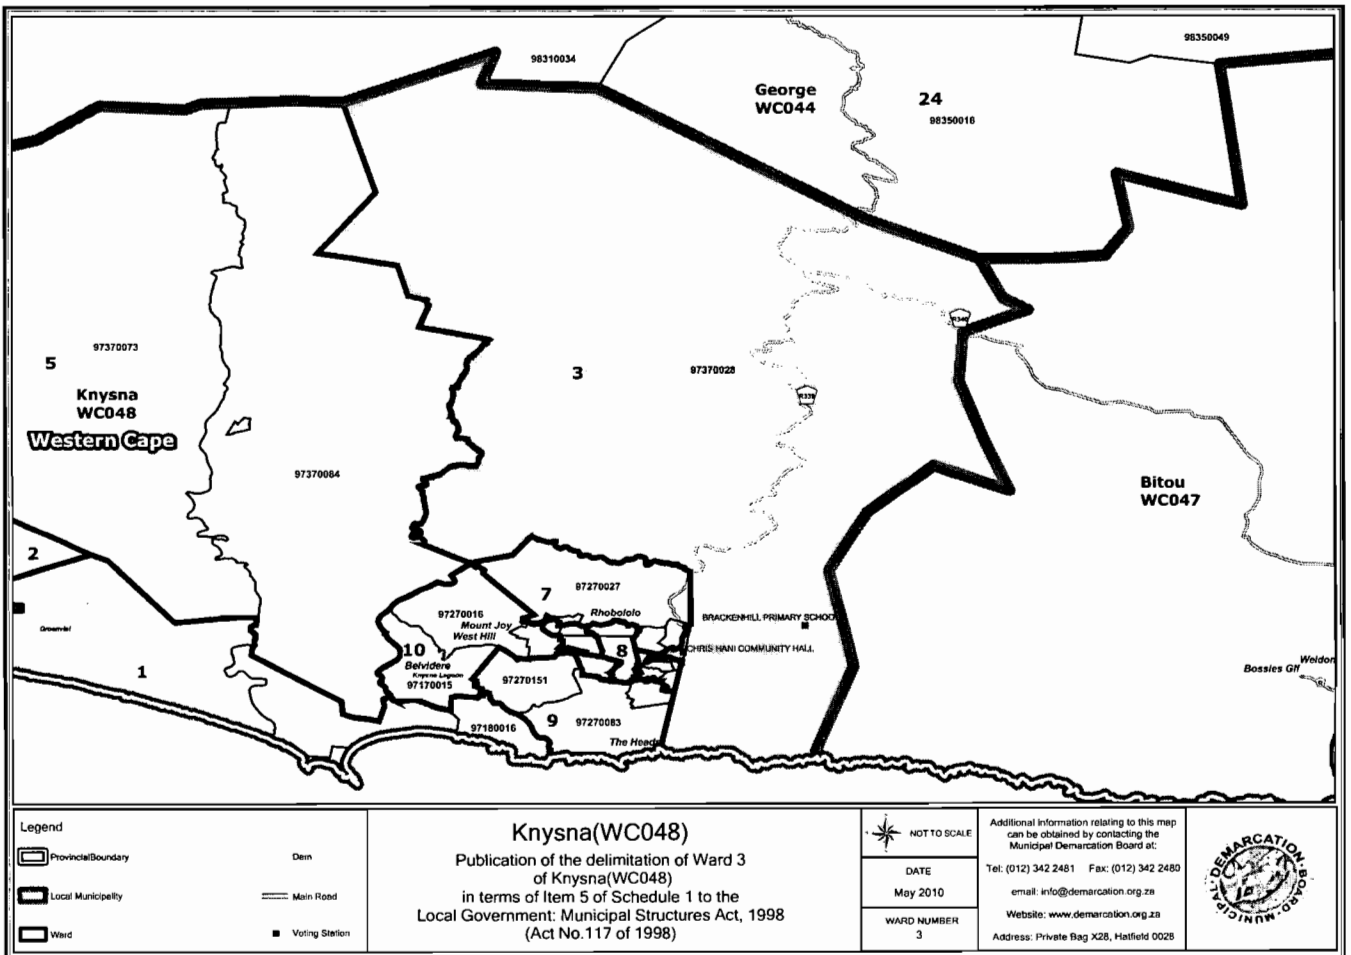 98310034
98350049
George
WC044
24
98350016
R340
97370073
5
3
97370028
Knysna
WC048
R339
Western Cape
97370084
Bitou
WC047
2
7
97270027
97270016
Rhobololo
BRACKENHILL PRIMARY SCHOO
Mount Joy
West Hill
10
8
CHRIS HANI COMMUNITY HALL
Belvidere
Knysna Lagoon
97170015
97270151
1
Bossies Gif
Weldon
9
97270083
97180016
The Heads
Legend
ProvincialBoundary
Dam
Local Municipality
Main Road
Ward
Voting Station
Knysna(WC048)
Publication of the delimitation of Ward 3
of Knysna(WC048)
in terms of Item 5 of Schedule 1 to the
Local Government: Municipal Structures Act, 1998
(Act No.117 of 1998)
NOT TO SCALE
DATE
May 2010
WARD NUMBER
3
Additional information relating to this map
can be obtained by contacting the
Municipal Demarcation Board at:
Tel: (012) 342 2481 Fax: (012) 342 2480
email: info@demarcation.org.za
Website: www.demarcation.org.za
Address: Private Bag X28, Hatfield 0028
MUNICIPAL DEMARCATION BOARD